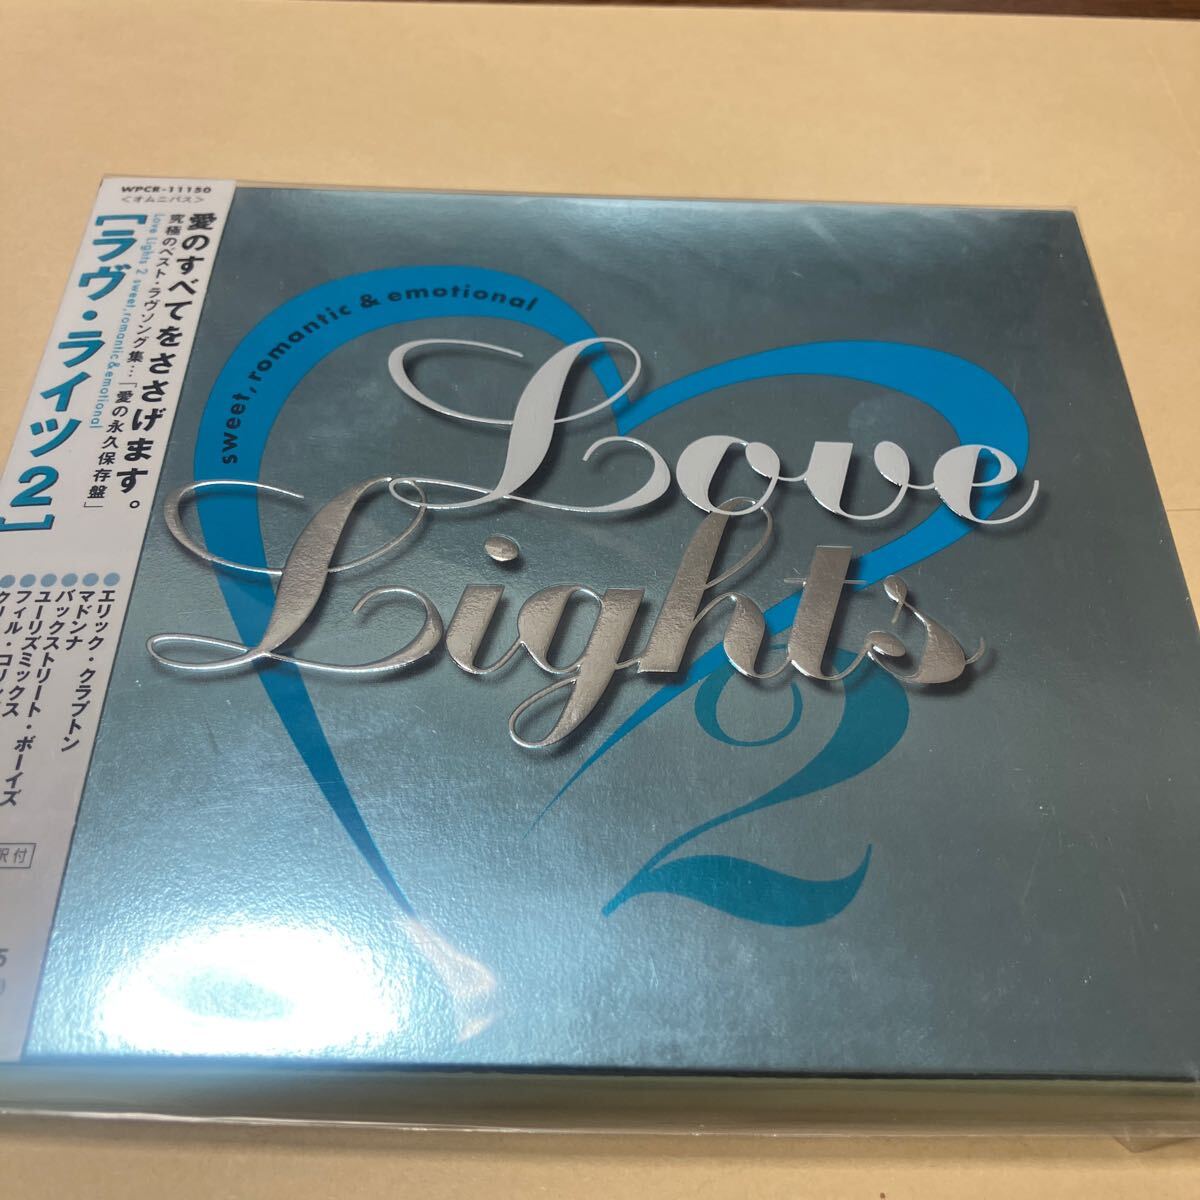 WPCR-11150
<オムニバス>
愛のすべてをささげます。
究極のベスト・ラヴソング集…「愛の永久保存盤」
Love Lights 2 sweet,romantic&emotional
[ラヴ・ライツ2]
●エリック・クラプトン
●マドンナ
●バックストリート・ボーイズ
●ユーリズミックス
●フィル・コリンズ
訳付
sweet, romantic & emotional
Love
Lights
2